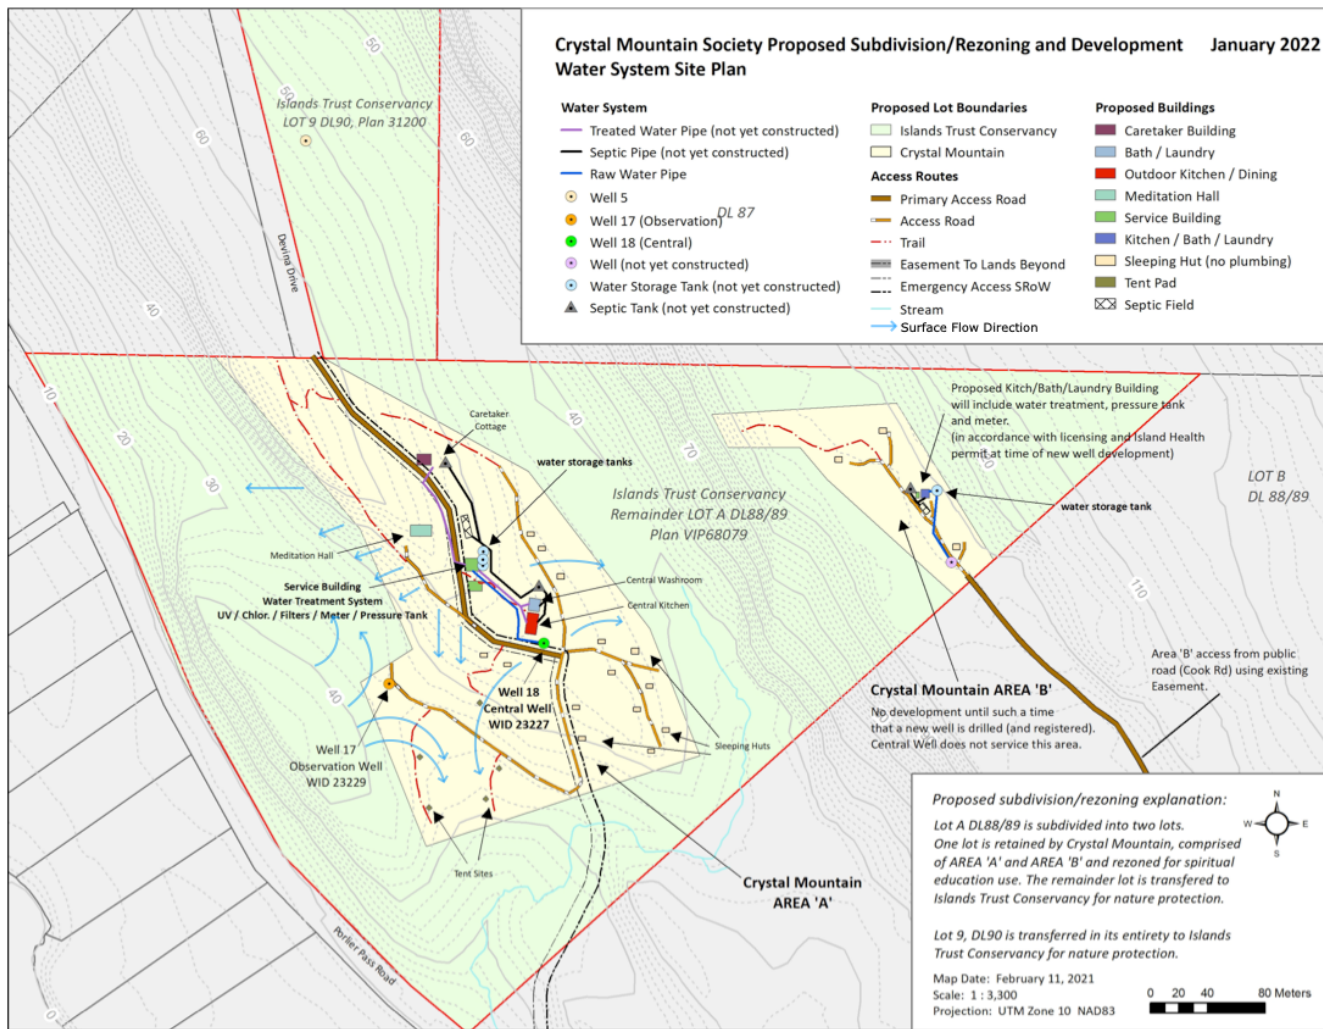 Crystal Mountain Society Proposed Subdivision/Rezoning and Development January 2022
Water System Site Plan
Water System
Treated Water Pipe (not yet constructed)
Septic Pipe (not yet constructed)
Raw Water Pipe
Well 5
Well 17 (Observation)
Well 18 (Central)
Well (not yet constructed)
Water Storage Tank (not yet constructed)
Septic Tank (not yet constructed)
Proposed Lot Boundaries
Islands Trust Conservancy
Crystal Mountain
Access Routes
Primary Access Road
Access Road
Trail
Easement To Lands Beyond
Emergency Access SRoW
Stream
Surface Flow Direction
Proposed Buildings
Caretaker Building
Bath / Laundry
Outdoor Kitchen / Dining
Meditation Hall
Service Building
Kitchen / Bath / Laundry
Sleeping Hut (no plumbing)
Tent Pad
Septic Field
DL 87
50
60
50
60
Islands Trust Conservancy
LOT 9 DL90, Plan 31200
Devina Drive
40
10
20
30
40
70
Caretaker
Cottage
water storage tanks
Islands Trust Conservancy
Remainder LOT A DL88/89
Plan VIP68079
Proposed Kitch/Bath/Laundry Building
will include water treatment, pressure tank
and meter.
(in accordance with licensing and Island Health
permit at time of new well development)
120
LOT B
DL 88/89
water storage tank
110
Meditation Hall
Service Building
Water Treatment System
UV / Chlor. / Filters / Meter / Pressure Tank
Central Washroom
Central Kitchen
40
Well 18
Central Well
WID 23227
Well 17
Observation Well
WID 23229
Sleeping Huts
Tent Sites
Crystal Mountain
AREA 'A'
Crystal Mountain AREA 'B'
No development until such a time
that a new well is drilled (and registered).
Central Well does not service this area.
Area 'B' access from public
road (Cook Rd) using existing
Easement.
Porlier Pass Road
0
Proposed subdivision/rezoning explanation:
Lot A DL88/89 is subdivided into two lots.
One lot is retained by Crystal Mountain, comprised
of AREA 'A' and AREA 'B' and rezoned for spiritual
education use. The remainder lot is transfered to
Islands Trust Conservancy for nature protection.
Lot 9, DL90 is transferred in its entirety to Islands
Trust Conservancy for nature protection.
N
W E
S
Map Date: February 11, 2021
Scale: 1 : 3,300
Projection: UTM Zone 10 NAD83
0 20 40 80 Meters